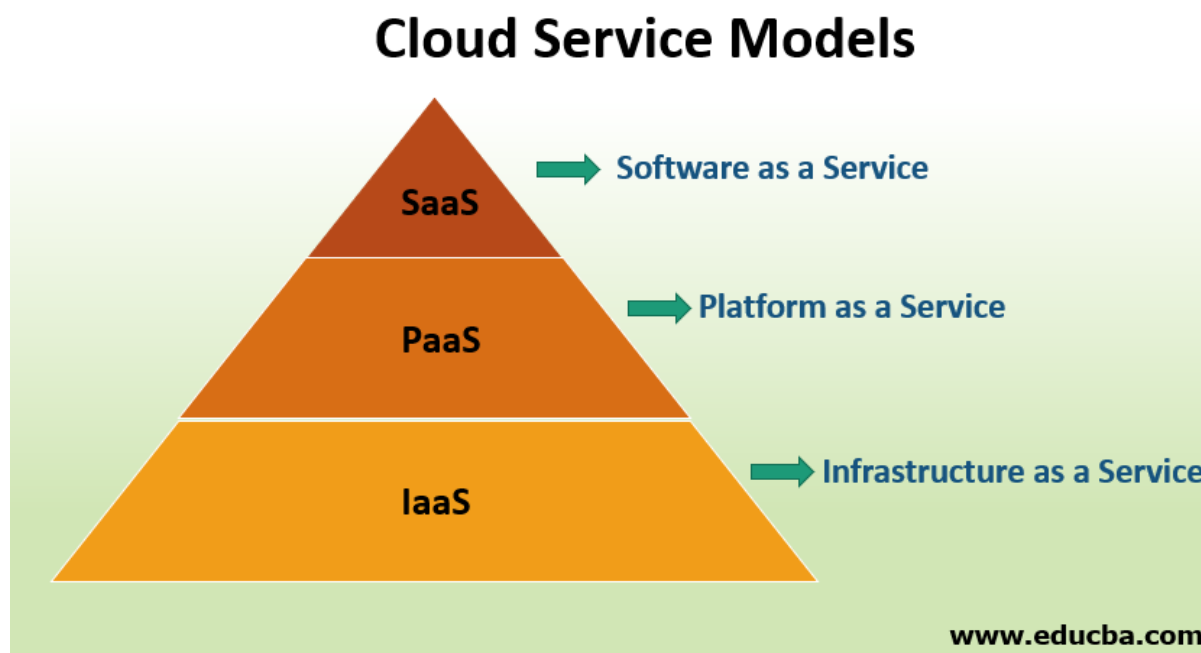 Cloud Service Models
SaaS
Software as a Service
PaaS
Platform as a Service
IaaS
Infrastructure as a Service
www.educba.com